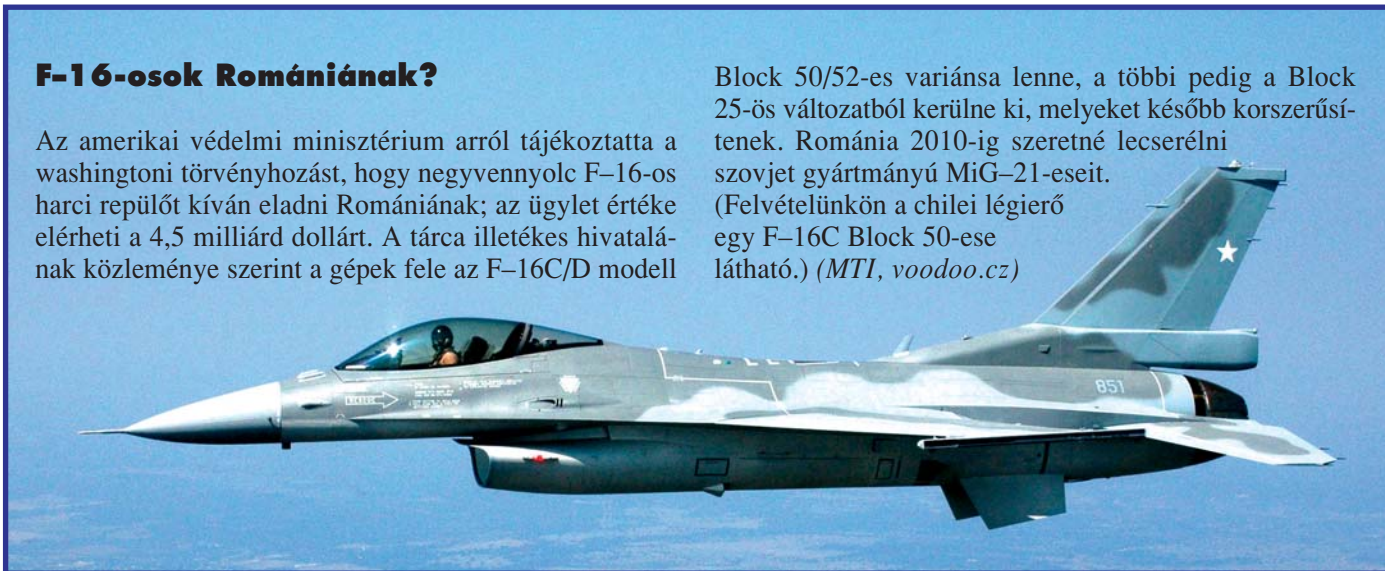 F–16-osok Romániának?
Az amerikai védelmi minisztérium arról tájékoztatta a
washingtoni törvényhozást, hogy negyvennyolc F–16-os
harci repülőt kíván eladni Romániának; az ügylet értéke
elérheti a 4,5 milliárd dollárt. A tárca illetékes hivatalá-
nak közleménye szerint a gépek fele az F–16C/D modell
Block 50/52-es variánsa lenne, a többi pedig a Block
25-ös változatból kerülne ki, melyeket később korszerűsí-
tenek. Románia 2010-ig szeretné lecserélni
szovjet gyártmányú MiG–21-eseit.
(Felvételünkön a chilei légierő
egy F–16C Block 50-ese
látható.) (MTI, voodoo.cz)
851
RESCUE